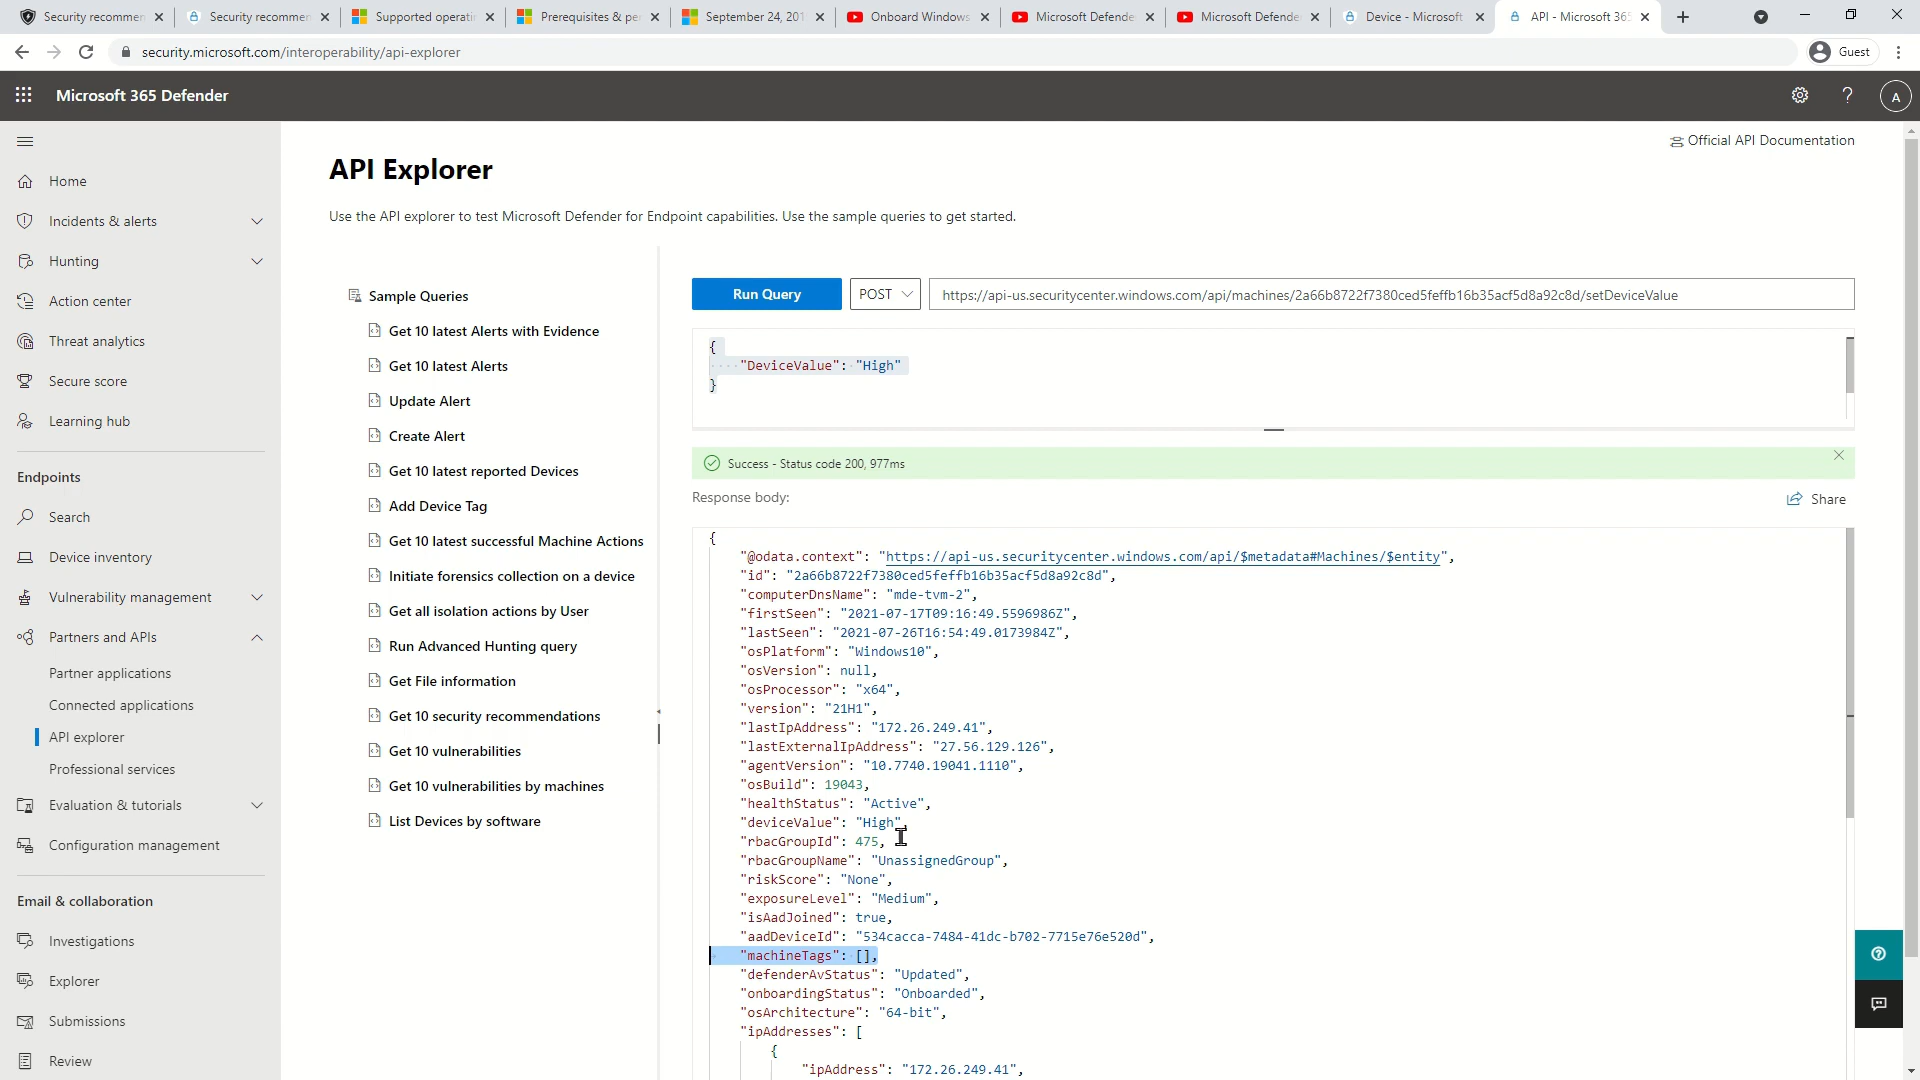 Security recommen
Security recommer
Supported operatir
Prerequisites & pe
September 24, 201
Onboard Windows
Microsoft Defende
Microsoft Defende
Device - Microsoft
API - Microsoft 365
security.microsoft.com/interoperability/api-explorer
Guest
Microsoft 365 Defender
?
A
Official API Documentation
Home
Incidents & alerts
Hunting
Action center
Threat analytics
Secure score
Learning hub
Endpoints
Search
Device inventory
Vulnerability management
Partners and APIs
Partner applications
Connected applications
API explorer
Professional services
Evaluation & tutorials
Configuration management
Email & collaboration
Investigations
Explorer
Submissions
Review
API Explorer
Use the API explorer to test Microsoft Defender for Endpoint capabilities. Use the sample queries to get started.
Sample Queries
Get 10 latest Alerts with Evidence
Get 10 latest Alerts
Update Alert
Create Alert
Get 10 latest reported Devices
Add Device Tag
Get 10 latest successful Machine Actions
Initiate forensics collection on a device
Get all isolation actions by User
Run Advanced Hunting query
Get File information
Get 10 security recommendations
Get 10 vulnerabilities
Get 10 vulnerabilities by machines
List Devices by software
Run Query
POST
https://api-us.securitycenter.windows.com/api/machines/2a66b8722f7380ced5feffb16b35acf5d8a92c8d/setDeviceValue
{
"DeviceValue": "High"
}
Success - Status code 200, 977ms
Response body:
Share
{
"@odata.context": "https://api-us.securitycenter.windows.com/api/$metadata#Machines/$entity",
"id": "2a66b8722f7380ced5feffb16b35acf5d8a92c8d",
"computerDnsName": "mde-tvm-2",
"firstSeen": "2021-07-17T09:16:49.5596986Z",
"lastSeen": "2021-07-26T16:54:49.0173984Z",
"osPlatform": "Windows10",
"osVersion": null,
"osProcessor": "x64",
"version": "21H1",
"lastIpAddress": "172.26.249.41",
"lastExternalIpAddress": "27.56.129.126",
"agentVersion": "10.7740.19041.1110",
"osBuild": 19043,
"healthStatus": "Active",
"deviceValue": "High",
"rbacGroupId": 475,
"rbacGroupName": "UnassignedGroup",
"riskScore": "None",
"exposureLevel": "Medium",
"isAadJoined": true,
"aadDeviceId": "534cacca-7484-41dc-b702-7715e76e520d",
"machineTags": [],
"defenderAvStatus": "Updated",
"onboardingStatus": "Onboarded",
"osArchitecture": "64-bit",
"ipAddresses": [
{
"ipAddress": "172.26.249.41",